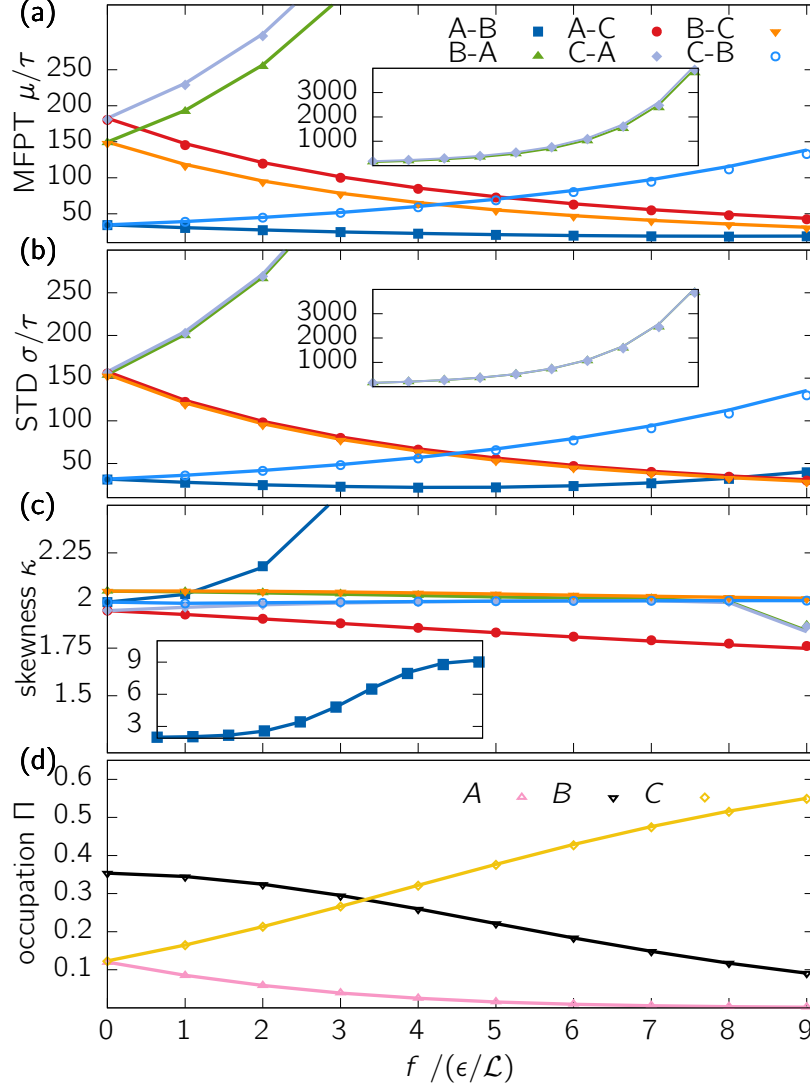 (a)
A-B A-C B-C
B-A C-A C-B
MFPT μ/τ
250
200
150
100
50
3000
2000
1000
(b)
STD σ/τ
250
200
150
100
50
3000
2000
1000
(c)
skewness κ
2.25
2
1.75
1.5
9
6
3
(d)
occupation Π
0.6
0.5
0.4
0.3
0.2
0.1
A B C
0 1 2 3 4 5 6 7 8 9
f /(ϵ/ℒ)